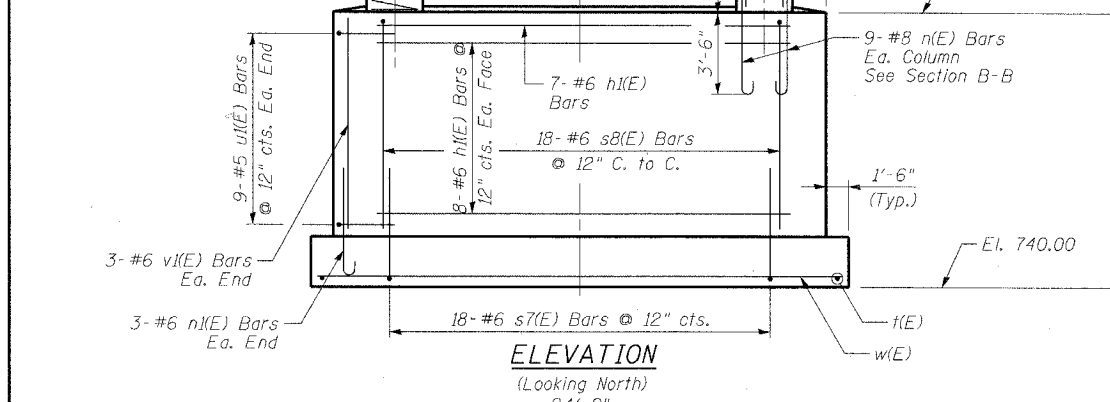 9-#8 n(E) Bars
Ea. Column
See Section B-B
3'-6"
7-#6 h1(E)
Bars
9-#5 u1(E) Bars
@ 12" cts. Ea. End
8-#6 h1(E) Bars @
12" cts. Ea. Face
18-#6 s8(E) Bars
@ 12" C. to C.
1'-6"
(Typ.)
3-#6 v1(E) Bars
Ea. End
El. 740.00
3-#6 n1(E) Bars
Ea. End
18-#6 s7(E) Bars @ 12" cts.
t(E)
w(E)
ELEVATION
(Looking North)